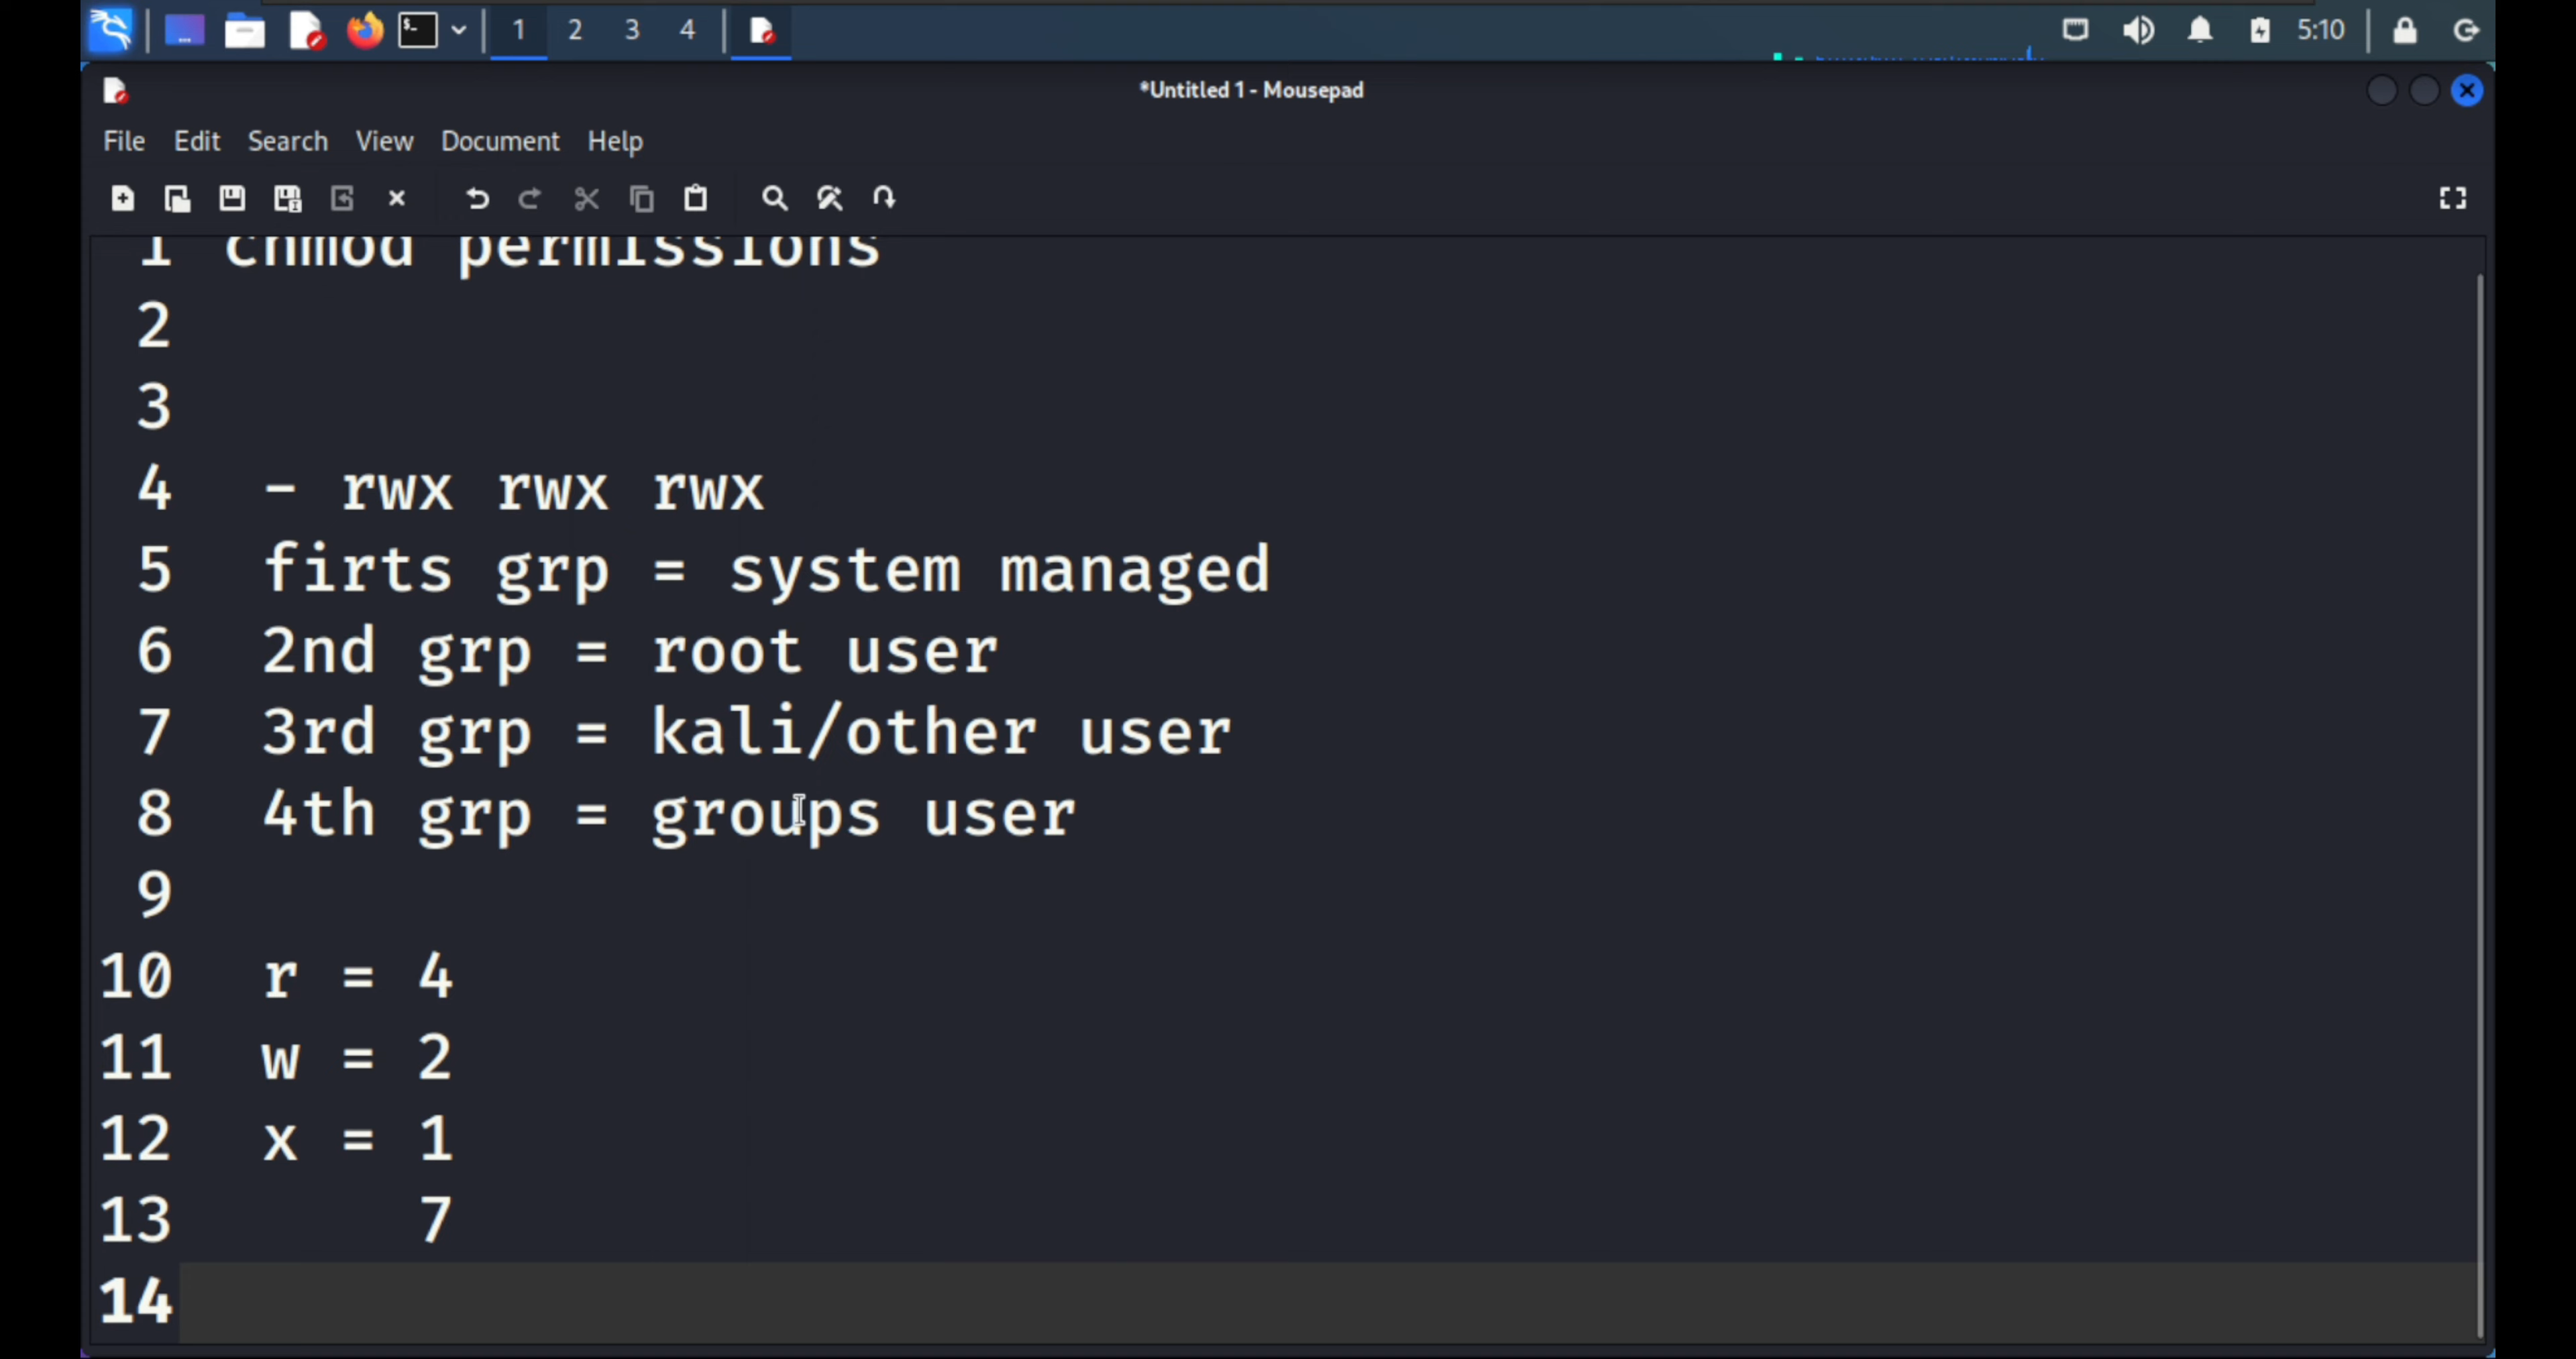 1 2 3 4
5:10
*Untitled 1 - Mousepad
File Edit Search View Document Help
1 chmod permissions
2
3
4 - rwx rwx rwx
5 firts grp = system managed
6 2nd grp = root user
7 3rd grp = kali/other user
8 4th grp = groups user
9
10 r = 4
11 w = 2
12 x = 1
13 7
14